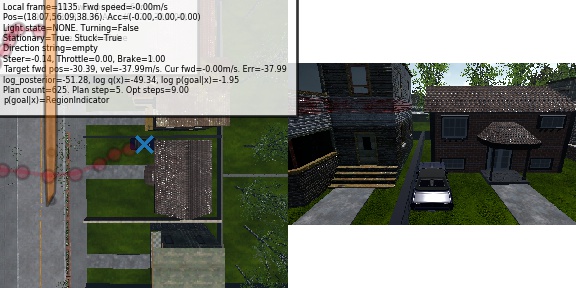 Local frame=1135. Fwd speed=-0.00m/s
Pos=(18.07,56.09,38.36). Acc=(-0.00,-0.00,-0.00)
Light state=NONE. Turning=False
Stationary=True. Stuck=True
Direction string=empty
Steer=-0.14, Throttle=0.00, Brake=1.00
Target fwd pos=-30.39, vel=-37.99m/s. Cur fwd=-0.00m/s. Err=-37.99
log_posterior=-51.28, log q(x)=-49.34, log p(goal|x)=-1.95
Plan count=625. Plan step=5. Opt steps=9.00
p(goal|x)=RegionIndicator